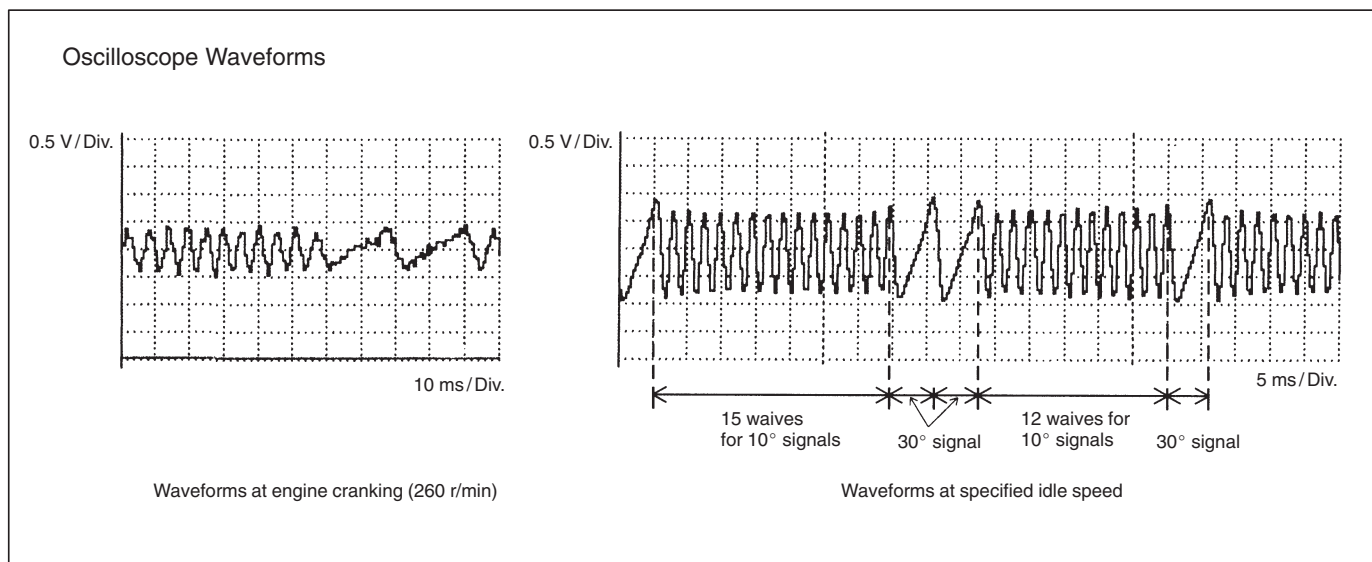 Oscilloscope Waveforms
0.5 V / Div.
10 ms / Div.
Waveforms at engine cranking (260 r/min)
0.5 V / Div.
5 ms / Div.
15 waives
for 10° signals
30° signal
12 waives for
10° signals
30° signal
Waveforms at specified idle speed